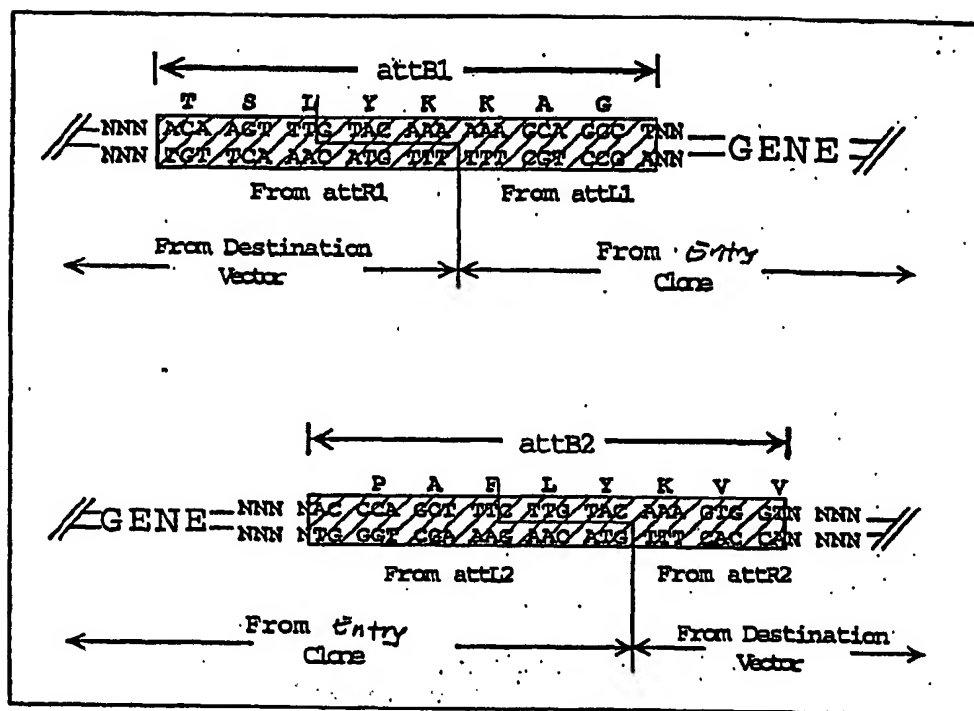 attB1
T S L Y K K A G
NNN ACA AGT TTG TAC AAA AAA GCA GGC TNN GENE
NNN TGT TCA AAC ATG TTT TTT CGT CCG ANN
From attR1 From attL1
From Destination Vector From Entry Clone
attB2
P A F L Y K V V
GENE NNN NAC CCA GCT TTC TTG TAC AAA GTG GTN NNN
NNN NTG GGT CGA AAG AAC ATG TTT CAC CAN NNN
From attL2 From attR2
From Entry Clone From Destination Vector